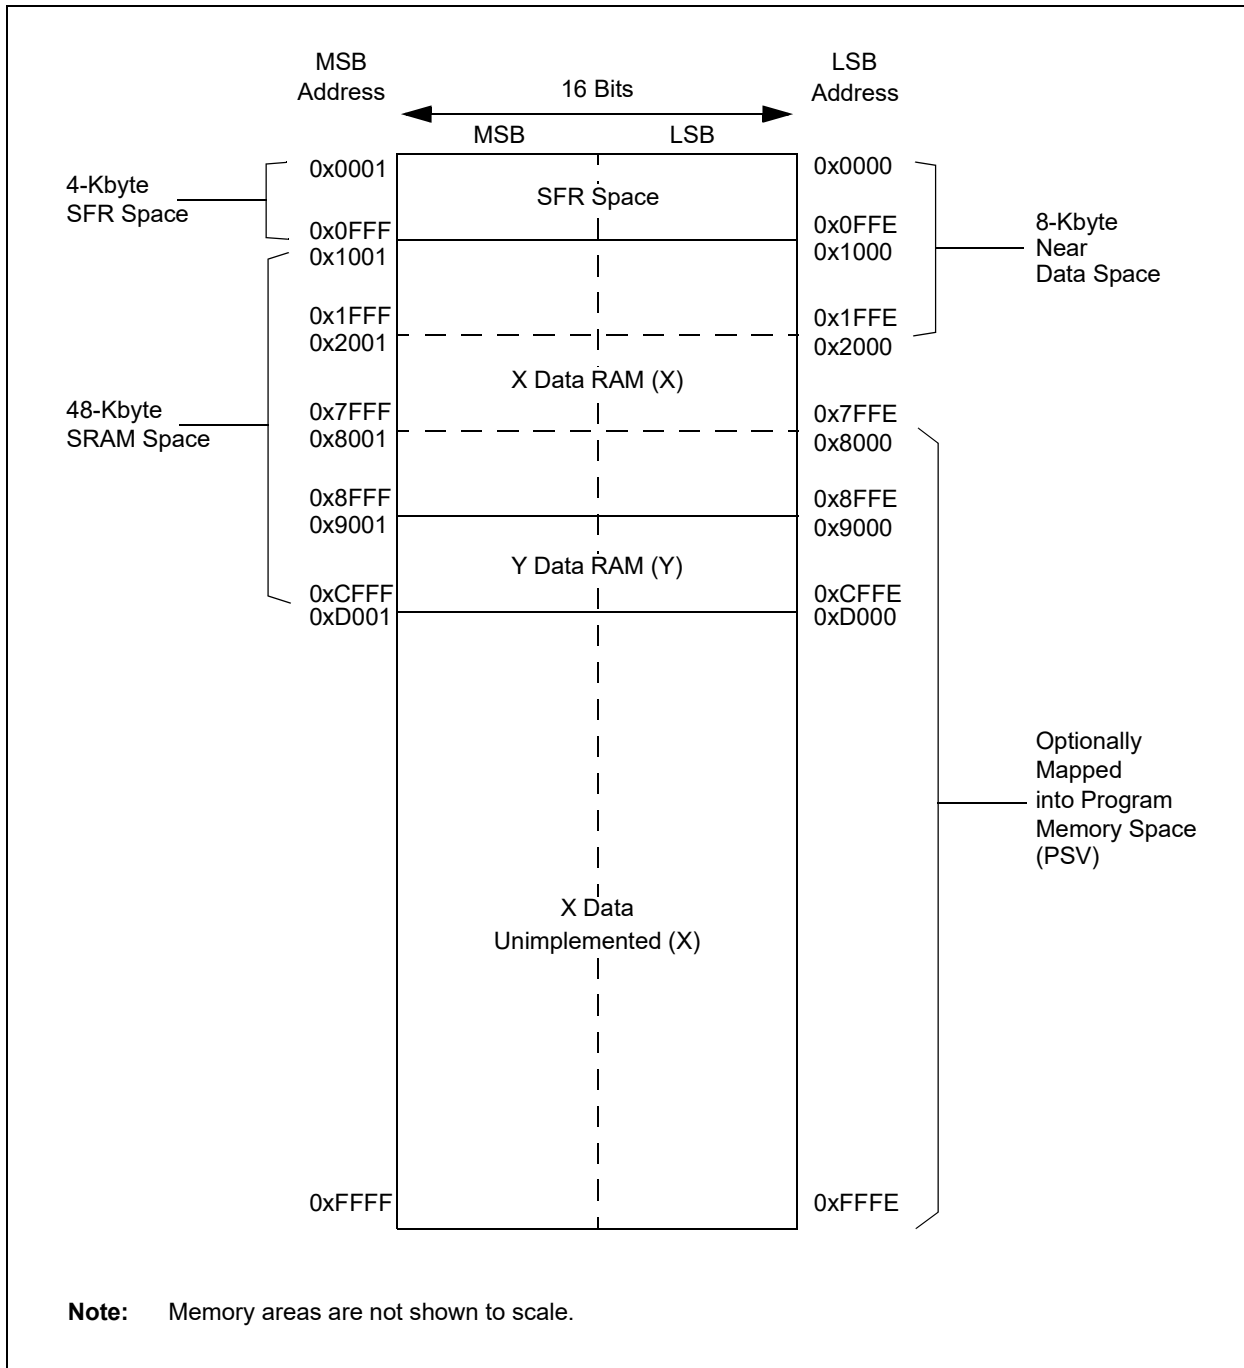 MSB
Address
LSB
Address
16 Bits
MSB
LSB
0x0001
0x0000
4-Kbyte
SFR Space
SFR Space
0x0FFF
0x0FFE
0x1001
0x1000
8-Kbyte
Near
Data Space
0x1FFF
0x1FFE
0x2001
0x2000
X Data RAM (X)
48-Kbyte
SRAM Space
0x7FFF
0x7FFE
0x8001
0x8000
0x8FFF
0x8FFE
0x9001
0x9000
Y Data RAM (Y)
0xCFFF
0xCFFE
0xD001
0xD000
Optionally
Mapped
into Program
Memory Space
(PSV)
X Data
Unimplemented (X)
0xFFFF
0xFFFE
Note: Memory areas are not shown to scale.